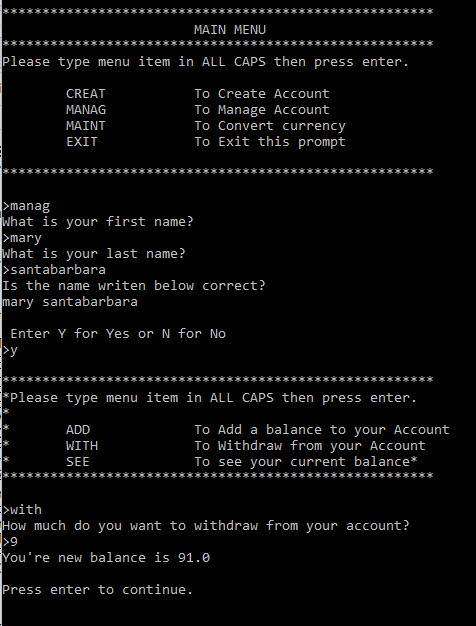 ******************************************************
MAIN MENU
******************************************************
Please type menu item in ALL CAPS then press enter.
CREAT To Create Account
MANAG To Manage Account
MAINT To Convert currency
EXIT To Exit this prompt
******************************************************
>manag
What is your first name?
>mary
What is your last name?
>santabarbara
Is the name writen below correct?
mary santabarbara
Enter Y for Yes or N for No
>y
******************************************************
*Please type menu item in ALL CAPS then press enter.
*
* ADD To Add a balance to your Account
* WITH To Withdraw from your Account
* SEE To see your current balance*
******************************************************
>with
How much do you want to withdraw from your account?
>9
You're new balance is 91.0
Press enter to continue.